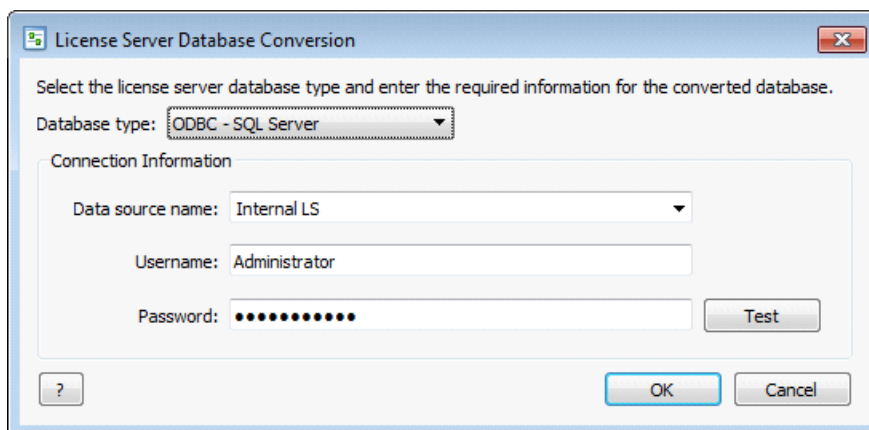 License Server Database Conversion
Select the license server database type and enter the required information for the converted database.
Database type: ODBC - SQL Server
Connection Information
Data source name: Internal LS
Username: Administrator
Password: ●●●●●●●●●●● Test
? OK Cancel